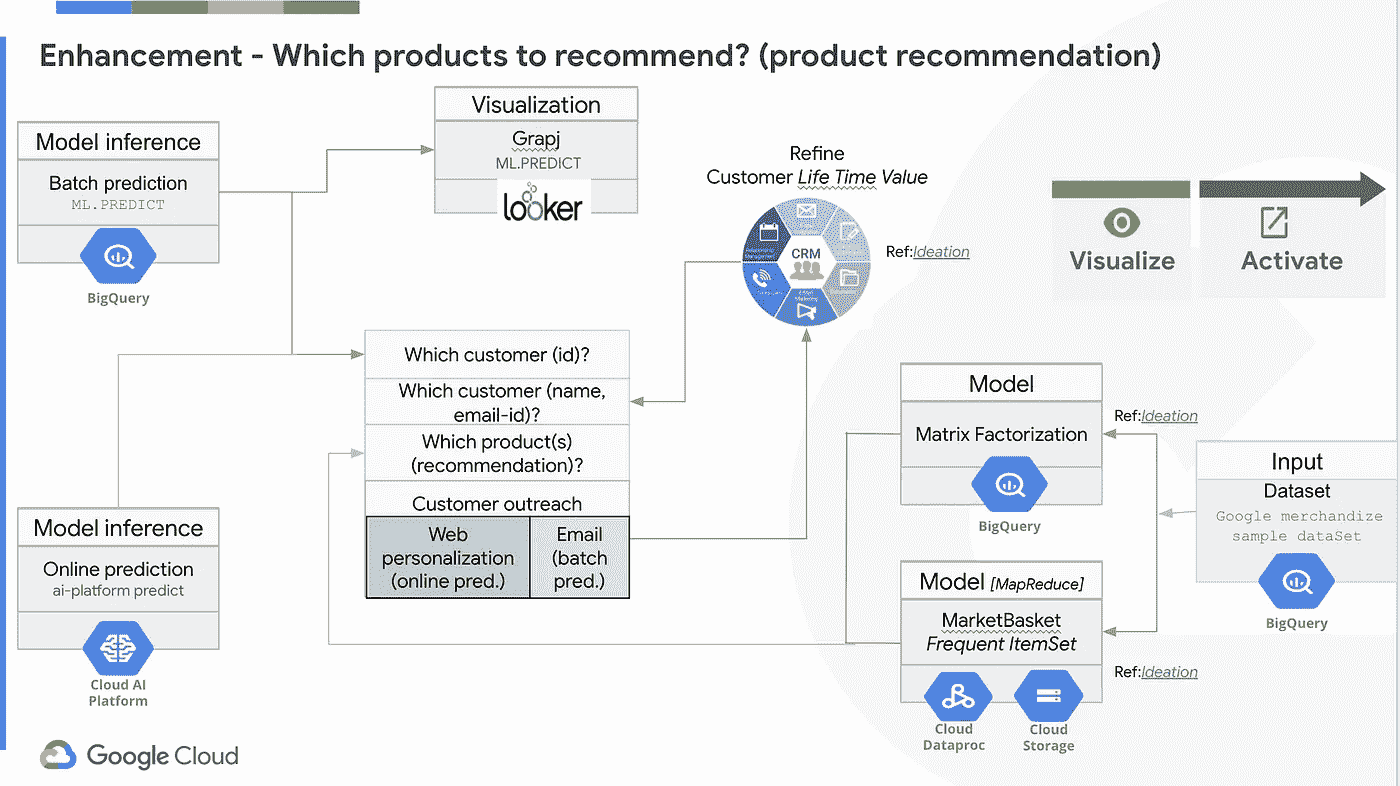 Enhancement - Which products to recommend? (product recommendation)
Model inference
Batch prediction
ML.PREDICT
BigQuery
Visualization
Grapj
ML.PREDICT
looker
Refine
Customer Life Time Value
CRM
Ref:Ideation
Visualize
Activate
Which customer (id)?
Which customer (name,
email-id)?
Which product(s)
(recommendation)?
Customer outreach
Web
personalization
(online pred.)
Email
(batch
pred.)
Model inference
Online prediction
ai-platform predict
Cloud AI
Platform
Model
Matrix Factorization
BigQuery
Ref:Ideation
Model [MapReduce]
MarketBasket
Frequent ItemSet
Cloud
Dataproc
Cloud
Storage
Ref:Ideation
Input
Dataset
Google merchandize
sample dataSet
BigQuery
Google Cloud